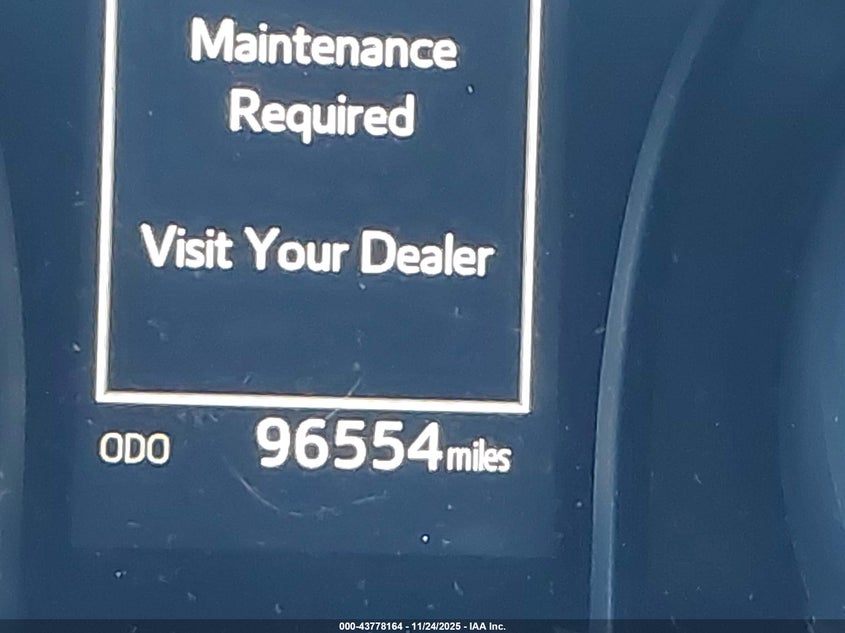 Maintenance
Required
Visit Your Dealer
ODO 96554 miles
000-43778164 - 11/24/2025 - IAA Inc.